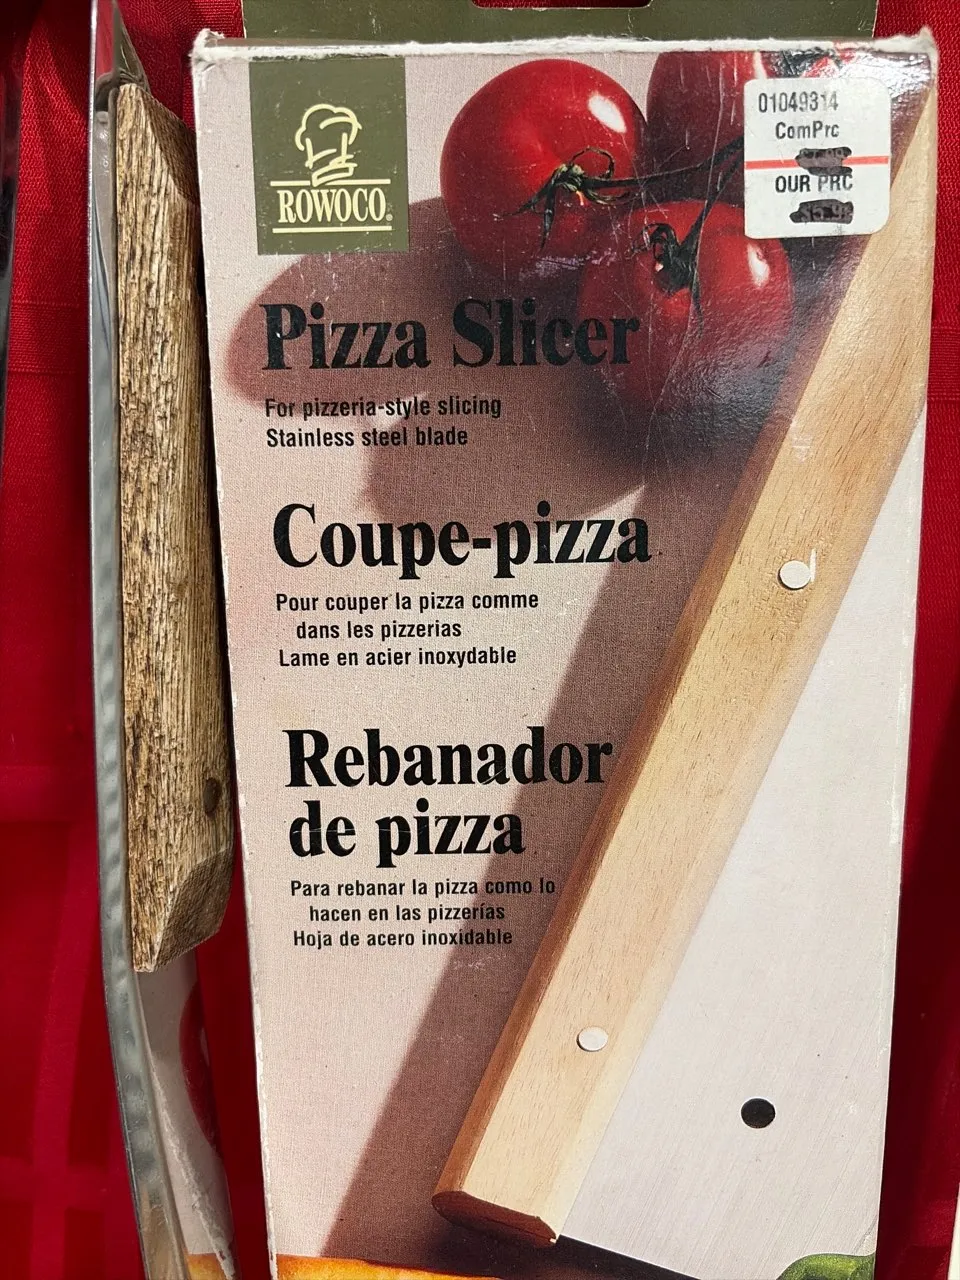 ROWOCO®
01049314
ComPrc
OUR PRC
Pizza Slicer
For pizzeria-style slicing
Stainless steel blade
Coupe-pizza
Pour couper la pizza comme
dans les pizzerias
Lame en acier inoxydable
Rebanador
de pizza
Para rebanar la pizza como lo
hacen en las pizzerías
Hoja de acero inoxidable